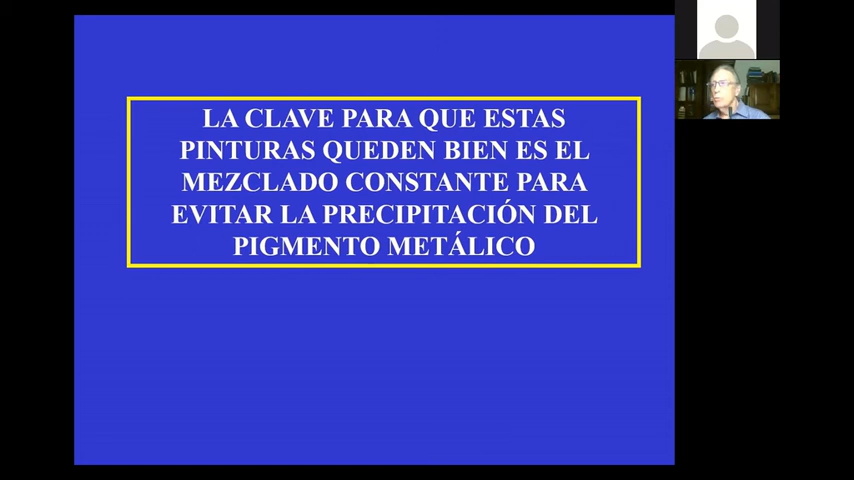 LA CLAVE PARA QUE ESTAS
PINTURAS QUEDEN BIEN ES EL
MEZCLADO CONSTANTE PARA
EVITAR LA PRECIPITACIÓN DEL
PIGMENTO METÁLICO